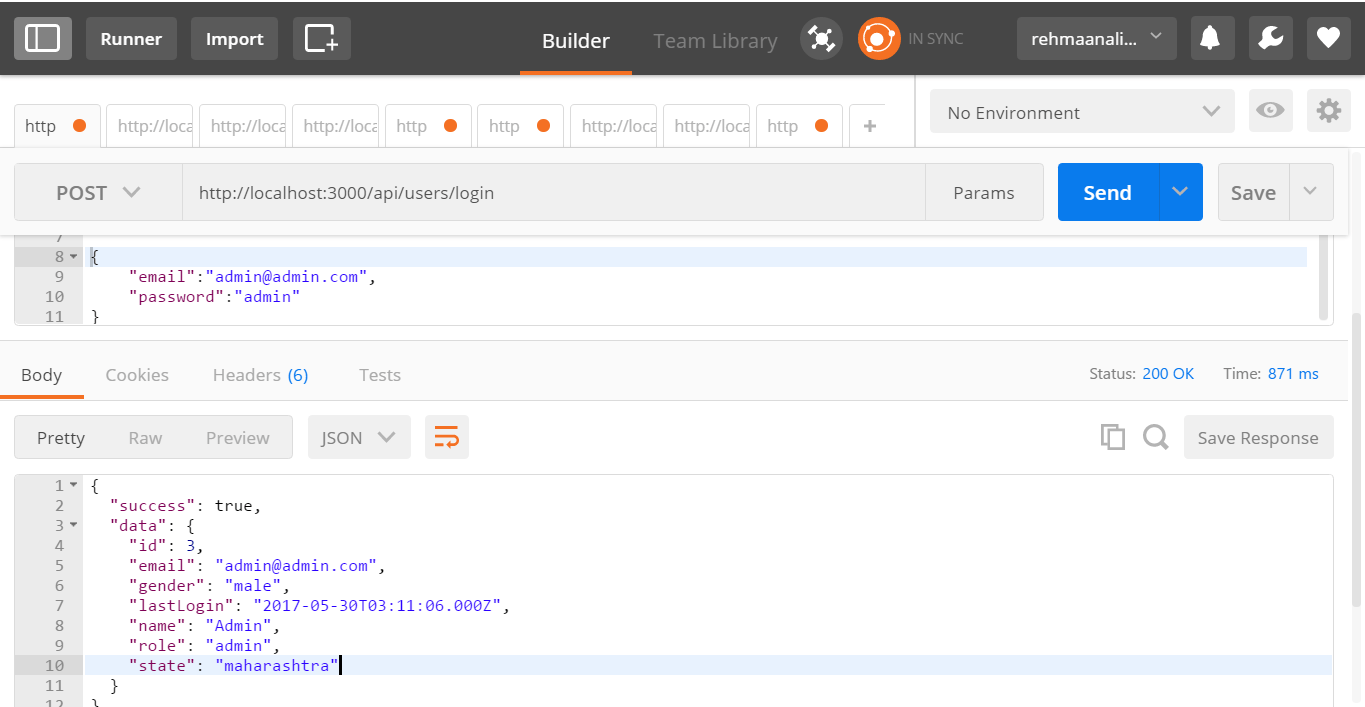 Runner Import Builder Team Library IN SYNC rehmaanali...
http http://loca http://loca http://loca http http http://loca http://loca http + No Environment
POST http://localhost:3000/api/users/login Params Send Save
7
8 {
9 "email":"admin@admin.com",
10 "password":"admin"
11 }
Body Cookies Headers (6) Tests Status: 200 OK Time: 871 ms
Pretty Raw Preview JSON Save Response
1 {
2 "success": true,
3 "data": {
4 "id": 3,
5 "email": "admin@admin.com",
6 "gender": "male",
7 "lastLogin": "2017-05-30T03:11:06.000Z",
8 "name": "Admin",
9 "role": "admin",
10 "state": "maharashtra"
11 }
12 }